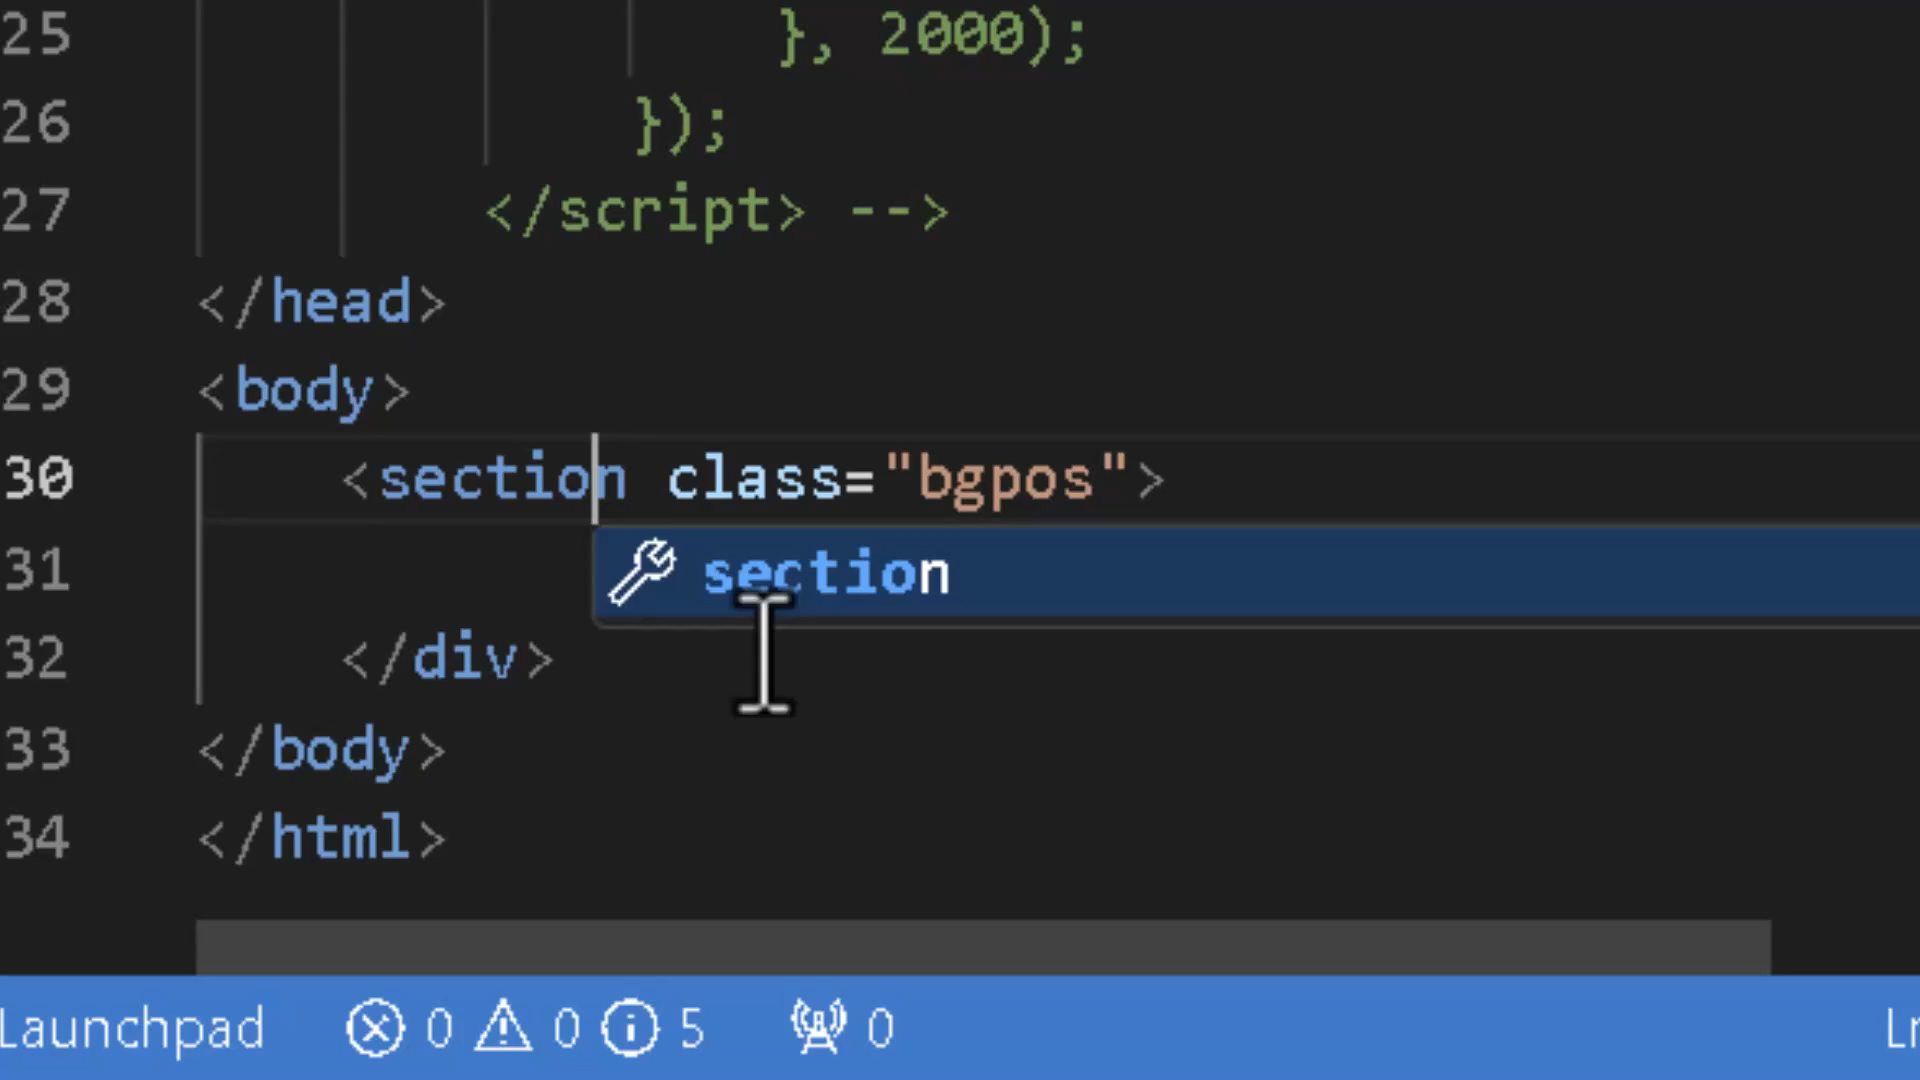 25 }, 2000);
26 });
27 </script> -->
28 </head>
29 <body>
30 <section class="bgpos">
section
31
32 </div>
33 </body>
34 </html>
Launchpad 0 0 5 0